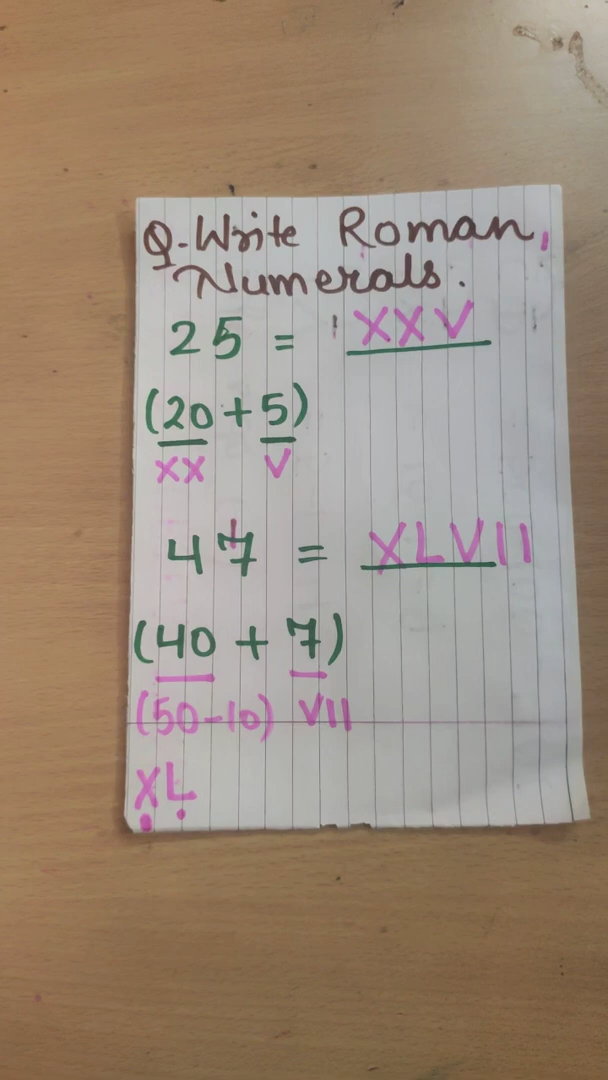 Q-Write Roman
Numerals.
25 = XXV
(20+5)
XX V
47 = XLVII
(40+7)
(50-10) VII
XL